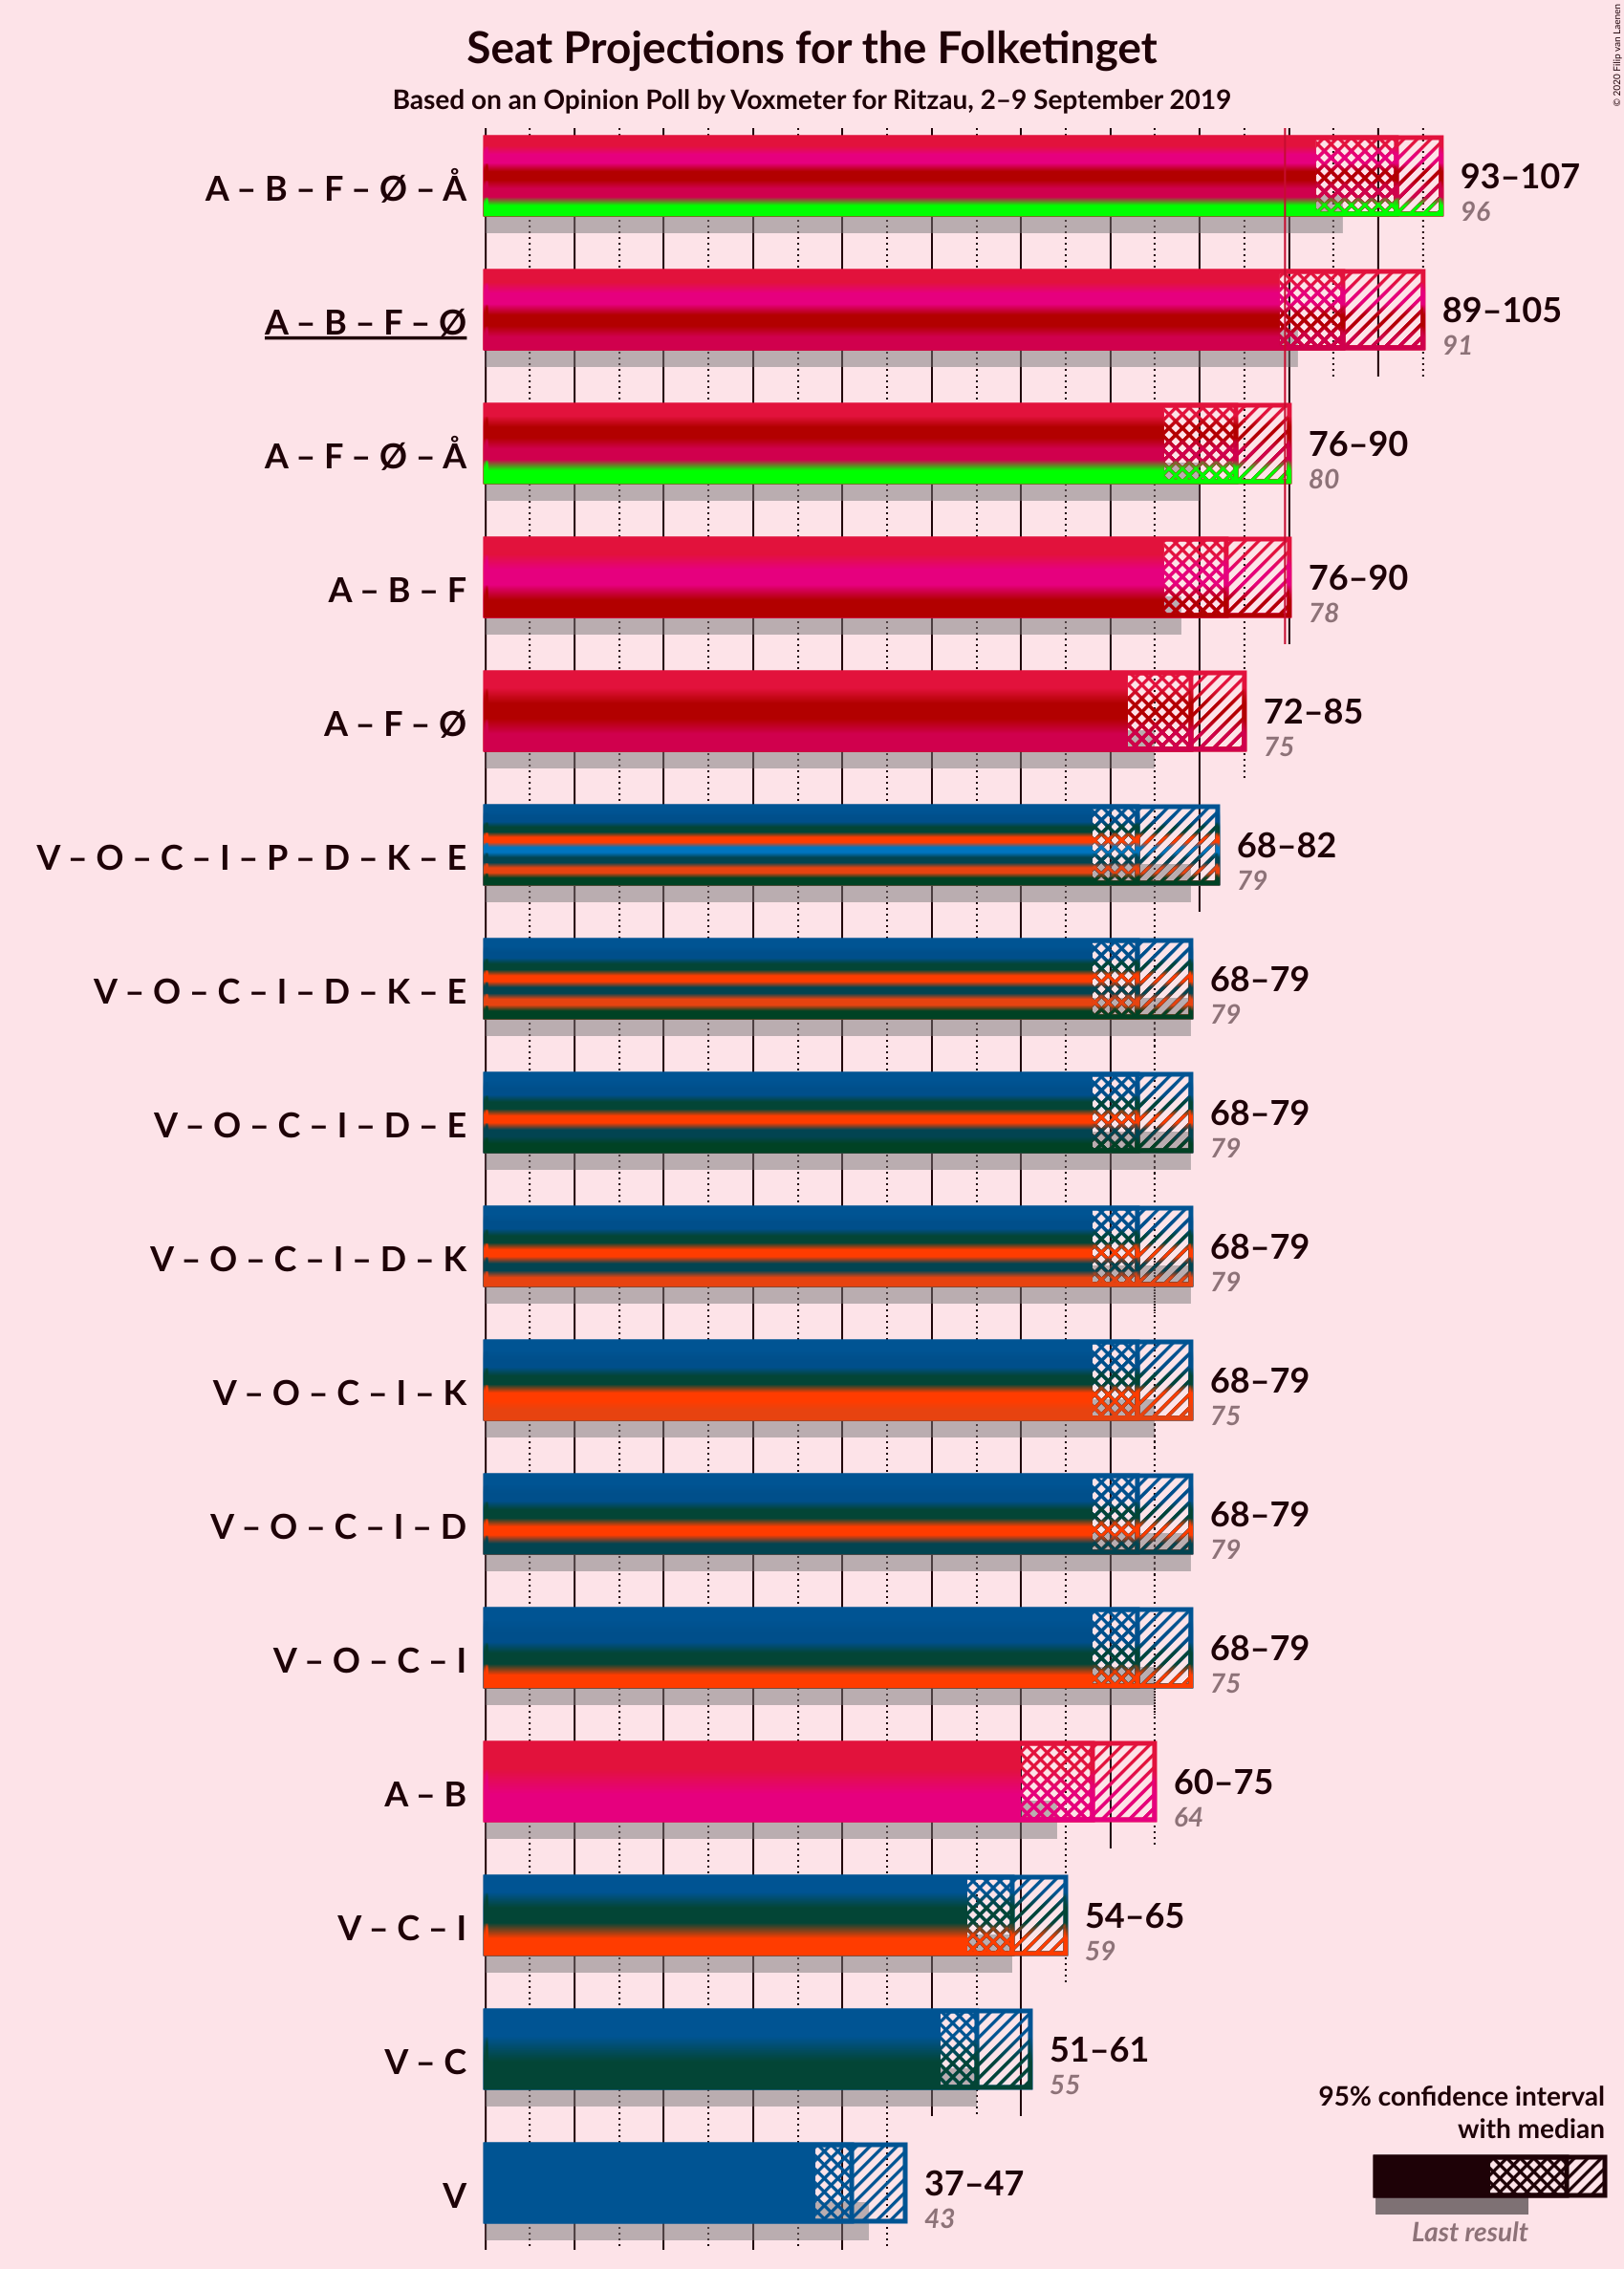 Seat Projections for the Folketinget
Based on an Opinion Poll by Voxmeter for Ritzau, 2–9 September 2019
© 2020 Filip van Laenen
A – B – F – Ø – Å
93–107
96
A – B – F – Ø
89–105
91
A – F – Ø – Å
76–90
80
A – B – F
76–90
78
A – F – Ø
72–85
75
V – O – C – I – P – D – K – E
68–82
79
V – O – C – I – D – K – E
68–79
79
V – O – C – I – D – E
68–79
79
V – O – C – I – D – K
68–79
79
V – O – C – I – K
68–79
75
V – O – C – I – D
68–79
79
V – O – C – I
68–79
75
A – B
60–75
64
V – C – I
54–65
59
V – C
51–61
55
V
37–47
43
95% confidence interval
with median
Last result